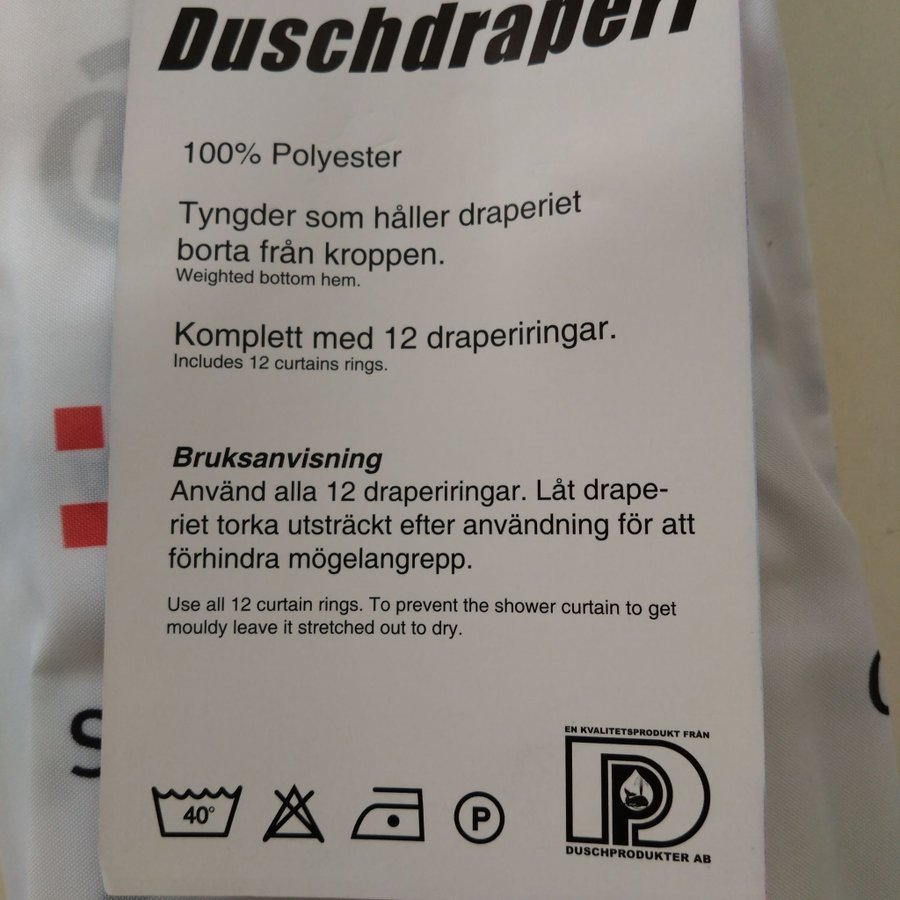 Duschdraperi
100% Polyester
Tyngder som håller draperiet
borta från kroppen.
Weighted bottom hem.
Komplett med 12 draperiringar.
Includes 12 curtains rings.
Bruksanvisning
Använd alla 12 draperiringar. Låt drape-
riet torka utsträckt efter användning för att
förhindra mögelangrepp.
Use all 12 curtain rings. To prevent the shower curtain to get
mouldy leave it stretched out to dry.
40°
P
EN KVALITETSPRODUKT FRÅN
DP
DUSCHPRODUKTER AB